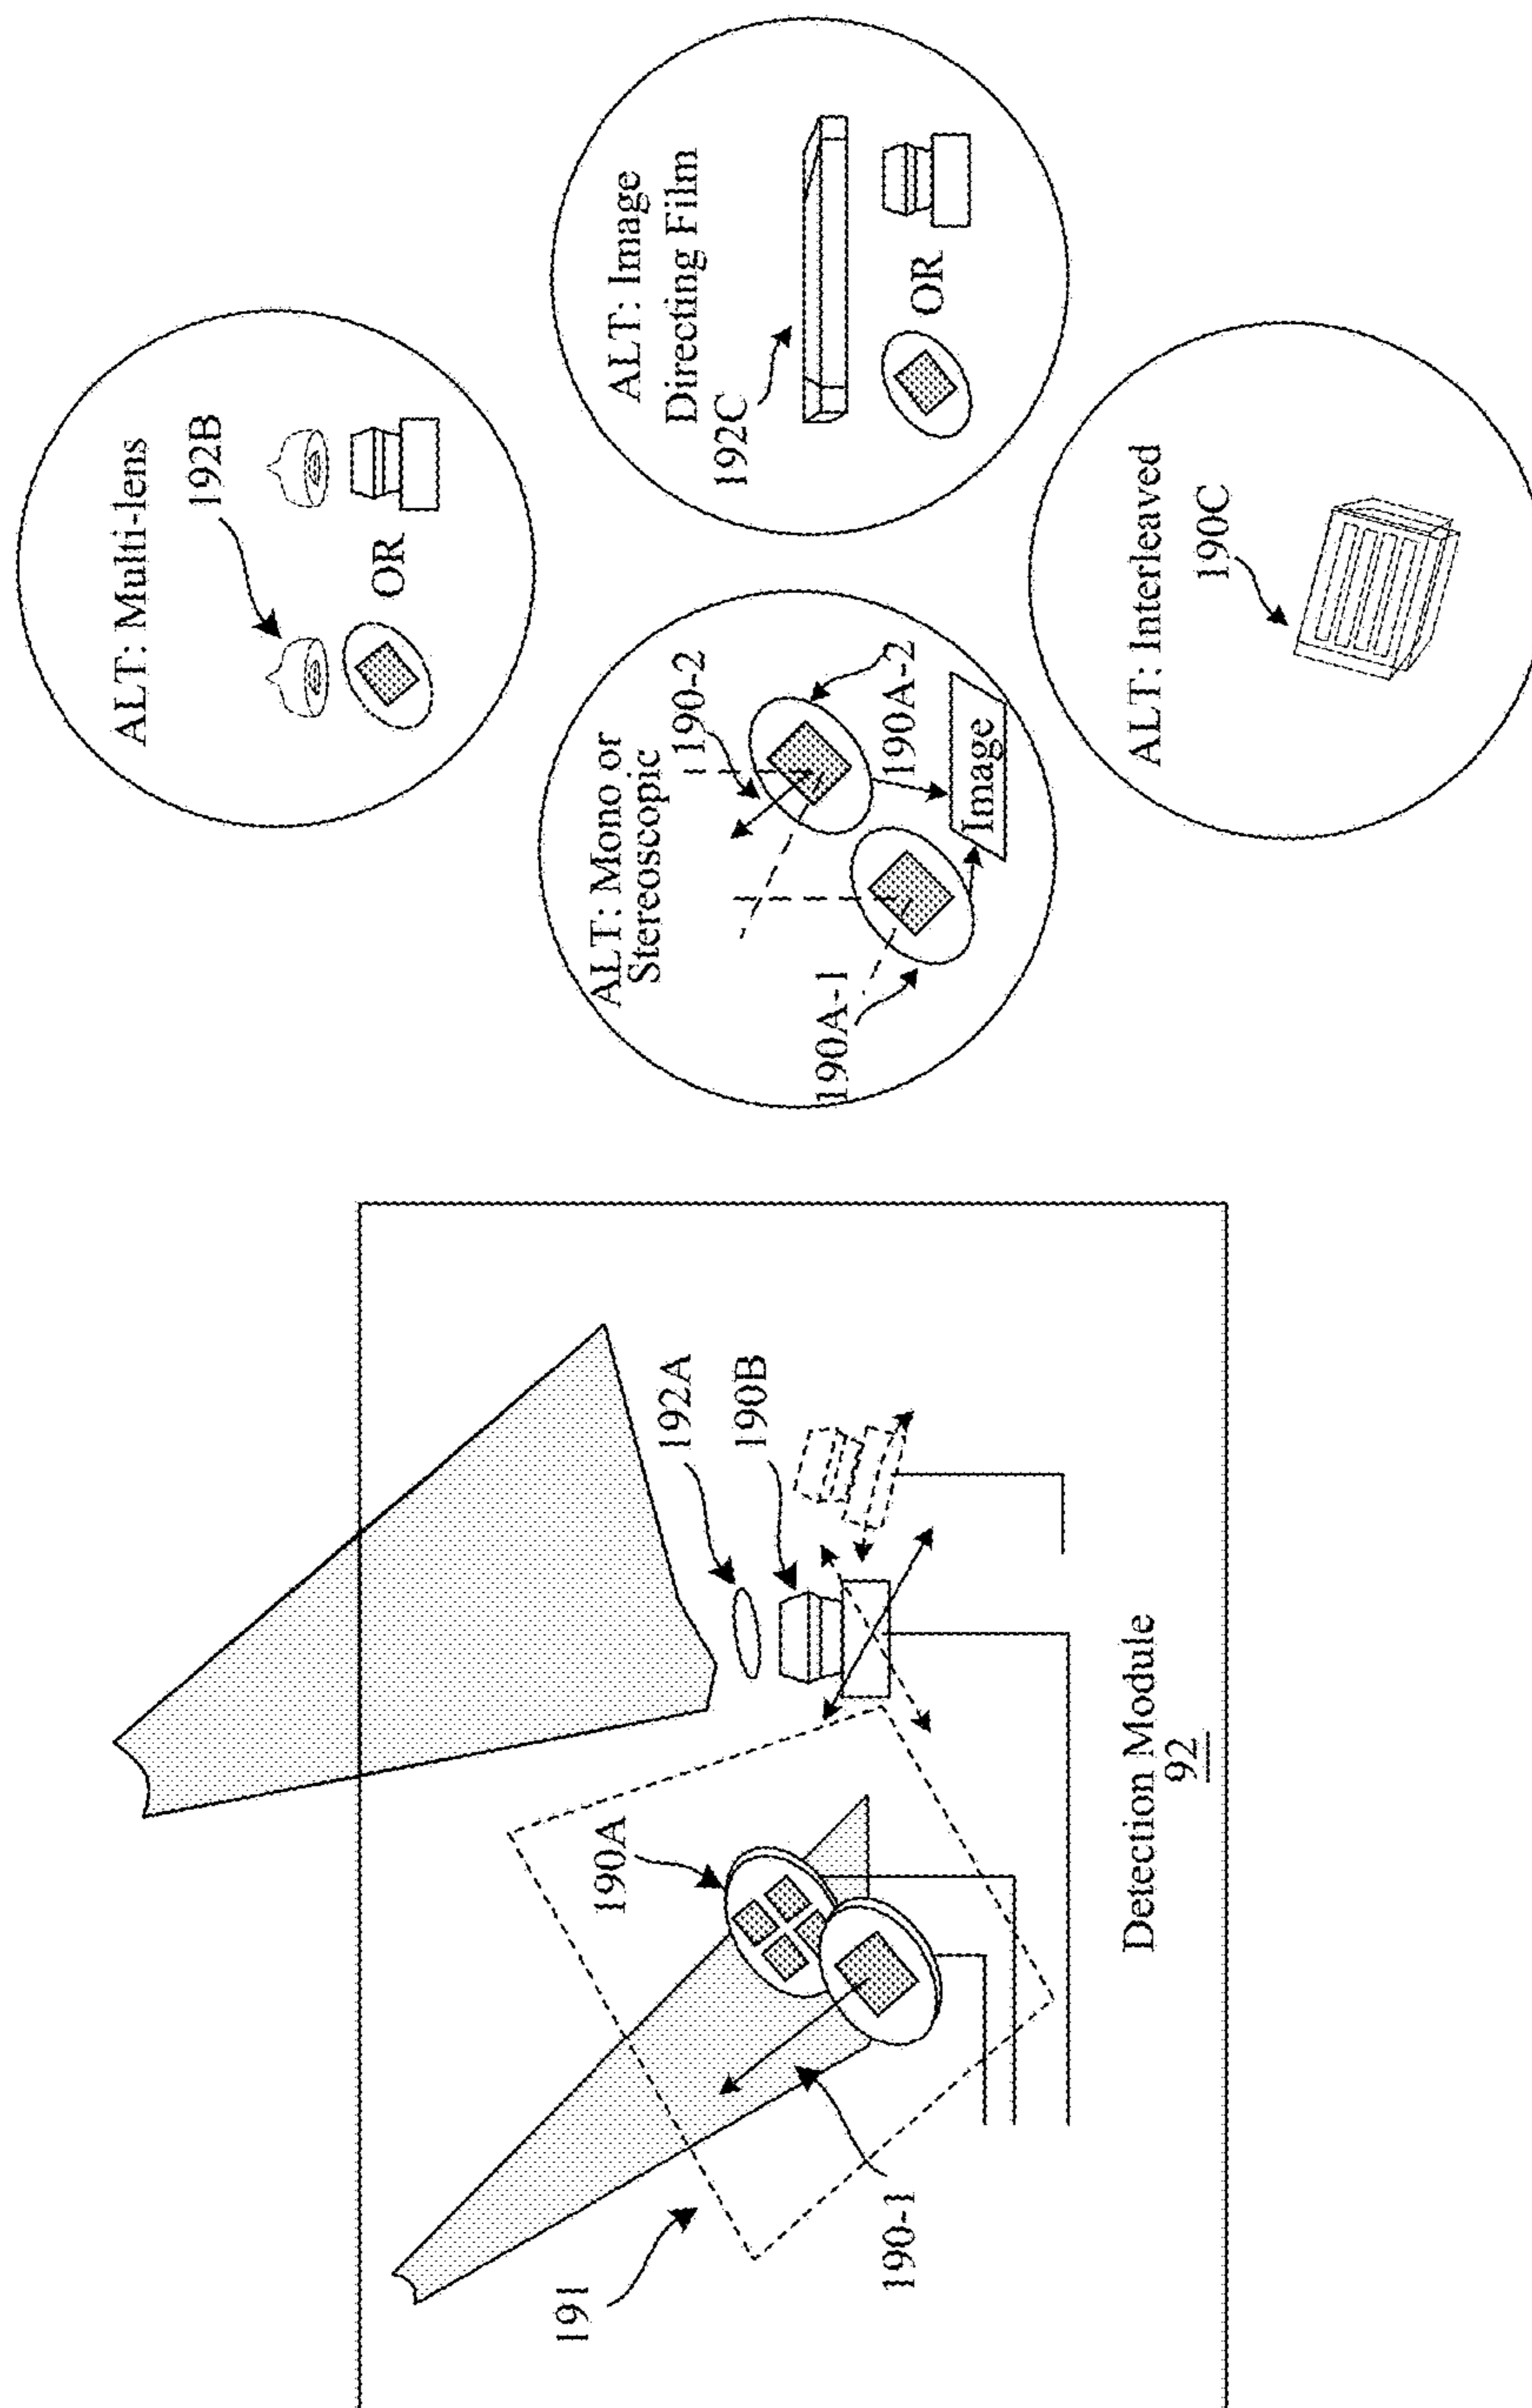 191
190-1
190A
192A
190B
Detection Module
92
ALT: Mono or
Stereoscopic
190-2
190A-1
190A-2
Image
ALT: Multi-lens
192B
OR
ALT: Image
Directing Film
192C
OR
ALT: Interleaved
190C